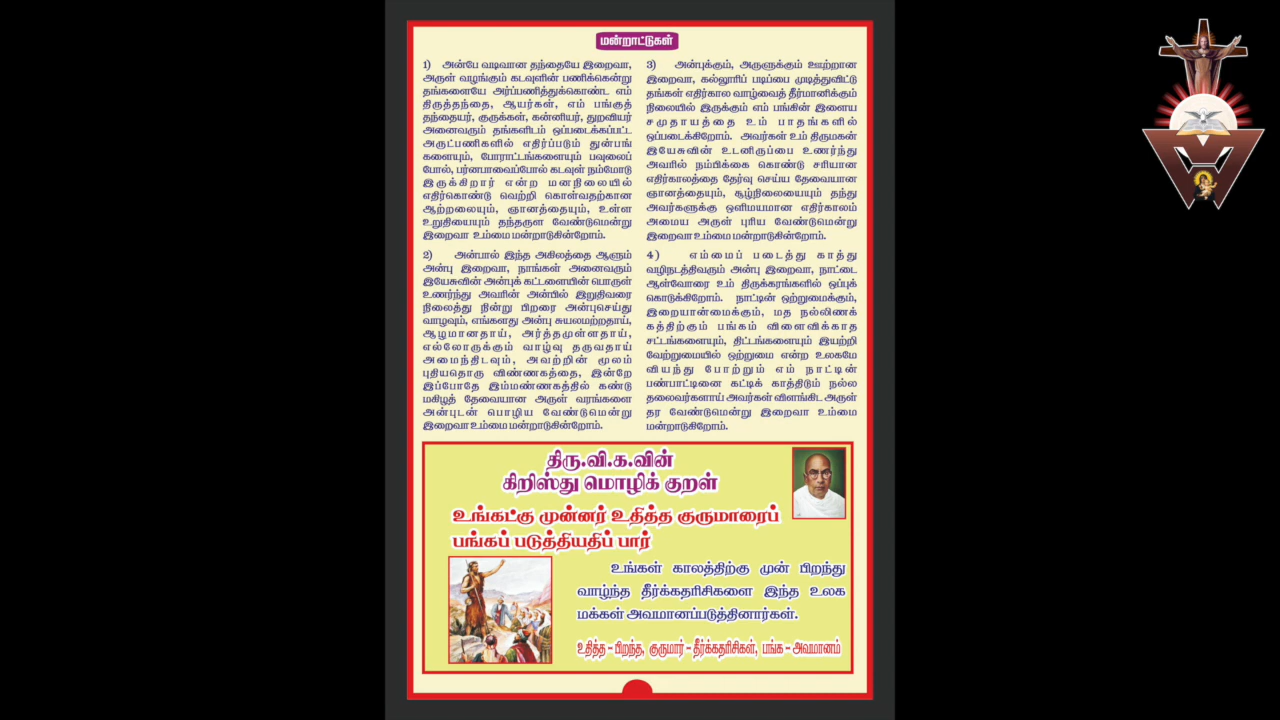 மன்றாட்டுகள்
1) அன்பே வடிவான தந்தையே இறைவா,
அருள் வழங்கும் கடவுளின் பணிக்கென்று
தங்களையே அர்ப்பணித்துக்கொண்ட எம்
திருத்தந்தை, ஆயர்கள், எம் பங்குத்
தந்தையர், குருக்கள், கன்னியர், துறவியர்
அனைவரும் தங்களிடம் ஒப்படைக்கப்பட்ட
அருட்பணிகளில் எதிர்ப்படும் துன்பங்
களையும், போராட்டங்களையும் பவுலைப்
போல், பர்னபாவைப்போல் கடவுள் நம்மோடு
இருக்கிறார் என்ற மனநிலையில்
எதிர்கொண்டு வெற்றி கொள்வதற்கான
ஆற்றலையும், ஞானத்தையும், உள்ள
உறுதியையும் தந்தருள வேண்டுமென்று
இறைவா உம்மை மன்றாடுகின்றோம்.
2) அன்பால் இந்த அகிலத்தை ஆளும்
அன்பு இறைவா, நாங்கள் அனைவரும்
இயேசுவின் அன்புக் கட்டளையின் பொருள்
உணர்ந்து அவரின் அன்பில் இறுதிவரை
நிலைத்து நின்று பிறரை அன்புசெய்து
வாழவும், எங்களது அன்பு சுயலமற்றதாய்,
ஆழமானதாய், அர்த்தமுள்ளதாய்,
எல்லோருக்கும் வாழ்வு தருவதாய்
அமைந்திடவும், அவற்றின் மூலம்
புதியதொரு விண்ணகத்தை, இன்றே
இப்போதே இம்மண்ணகத்தில் கண்டு
மகிழத் தேவையான அருள் வரங்களை
அன்புடன் பொழிய வேண்டுமென்று
இறைவா உம்மை மன்றாடுகின்றோம்.
3) அன்புக்கும், அருளுக்கும் ஊற்றான
இறைவா, கல்லூரிப் படிப்பை முடித்துவிட்டு
தங்கள் எதிர்கால வாழ்வைத் தீர்மானிக்கும்
நிலையில் இருக்கும் எம் பங்கின் இளைய
சமுதாயத்தை உம் பாதங்களில்
ஒப்படைக்கிறோம். அவர்கள் உம் திருமகன்
இயேசுவின் உடனிருப்பை உணர்ந்து
அவரில் நம்பிக்கை கொண்டு சரியான
எதிர்காலத்தை தேர்வு செய்ய தேவையான
ஞானத்தையும், சூழ்நிலையையும் தந்து
அவர்களுக்கு ஒளிமயமான எதிர்காலம்
அமைய அருள் புரிய வேண்டுமென்று
இறைவா உம்மை மன்றாடுகின்றோம்.
4) எம்மைப் படைத்து காத்து
வழிநடத்திவரும் அன்பு இறைவா, நாட்டை
ஆள்வோரை உம் திருக்கரங்களில் ஒப்புக்
கொடுக்கிறோம். நாட்டின் ஒற்றுமைக்கும்,
இறையாண்மைக்கும், மத நல்லிணக்
கத்திற்கும் பங்கம் விளைவிக்காத
சட்டங்களையும், திட்டங்களையும் இயற்றி
வேற்றுமையில் ஒற்றுமை என்ற உலகமே
வியந்து போற்றும் எம் நாட்டின்
பண்பாட்டினை கட்டிக் காத்திடும் நல்ல
தலைவர்களாய் அவர்கள் விளங்கிட அருள்
தர வேண்டுமென்று இறைவா உம்மை
மன்றாடுகிறோம்.
திரு.வி.க.வின்
கிறிஸ்து மொழிக் குறள்
உங்கட்கு முன்னர் உதித்த குருமாரைப்
பங்கப் படுத்தியதிப் பார்
உங்கள் காலத்திற்கு முன் பிறந்து
வாழ்ந்த தீர்க்கதரிசிகளை இந்த உலக
மக்கள் அவமானப்படுத்தினார்கள்.
உதித்த - பிறந்த, குருமார் - தீர்க்கதரிசிகள், பங்க - அவமானம்